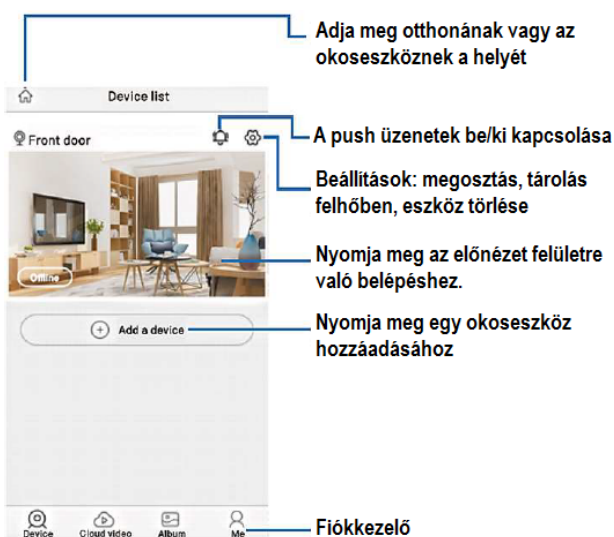 Adja meg otthonának vagy az
okoseszköznek a helyét
Device list
Front door
A push üzenetek be/ki kapcsolása
Beállítások: megosztás, tárolás
felhőben, eszköz törlése
Nyomja meg az előnézet felületre
való belépéshez.
Offline
Nyomja meg egy okoseszköz
hozzáadásához
Add a device
Device
Cloud video
Album
Me
Fiókkezelő